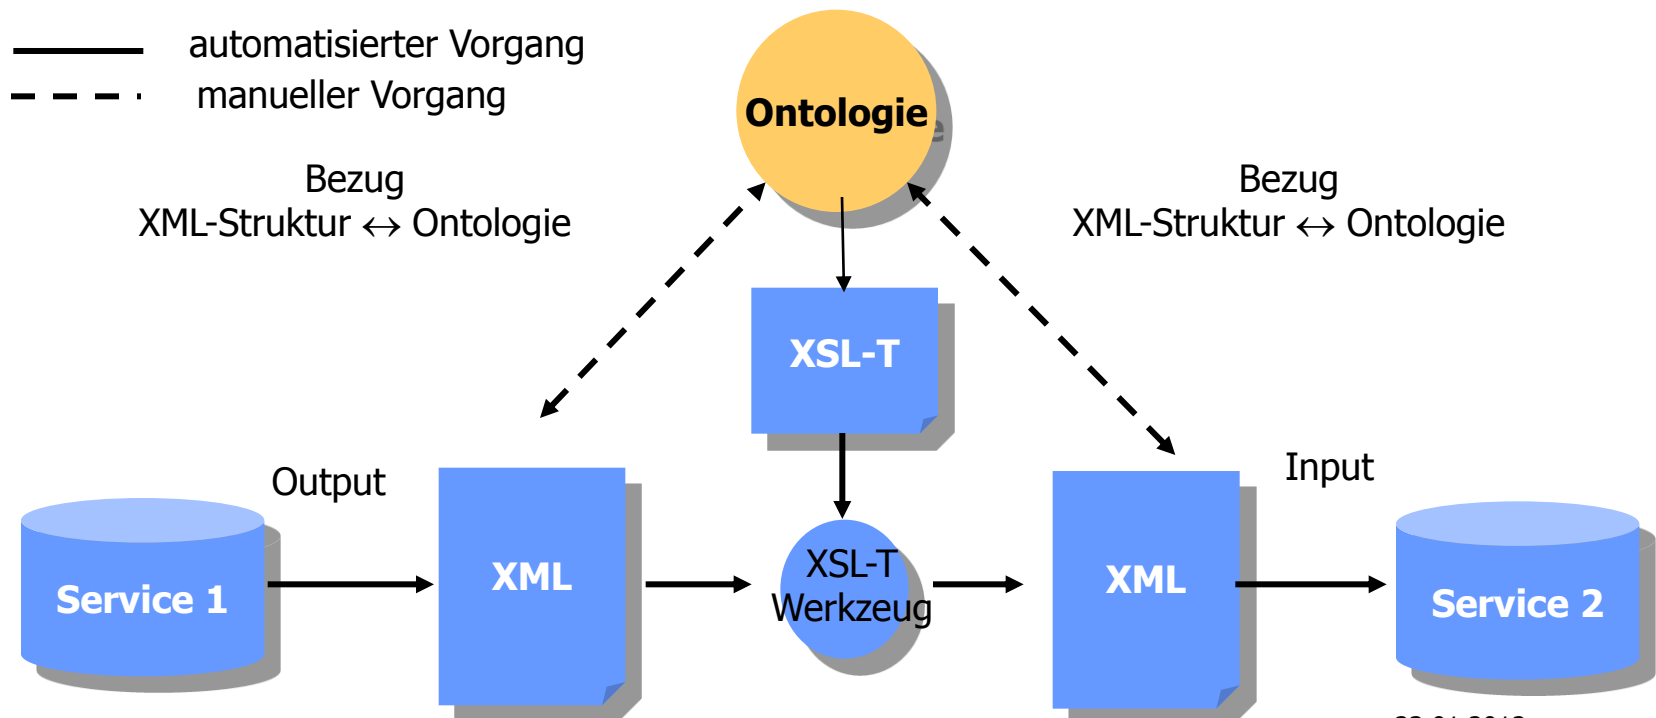 automatisierter Vorgang
manueller Vorgang
Ontologie
Bezug
XML-Struktur ↔ Ontologie
Bezug
XML-Struktur ↔ Ontologie
XSL-T
Output
Input
Service 1
XML
XSL-T
Werkzeug
XML
Service 2